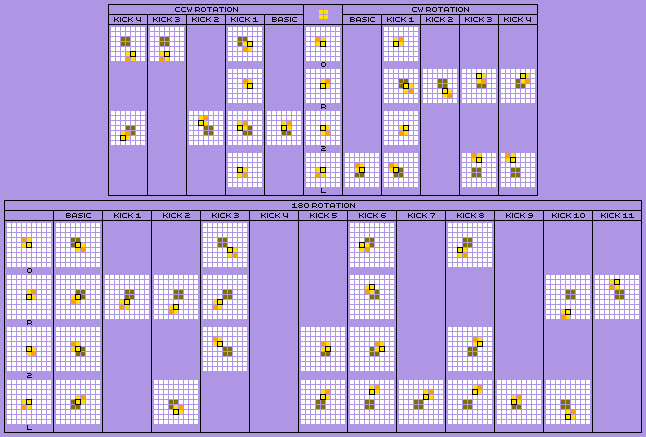 CCW ROTATION CW ROTATION
KICK 4 KICK 3 KICK 2 KICK 1 BASIC BASIC KICK 1 KICK 2 KICK 3 KICK 4
0
R
2
L
180 ROTATION
BASIC KICK 1 KICK 2 KICK 3 KICK 4 KICK 5 KICK 6 KICK 7 KICK 8 KICK 9 KICK 10 KICK 11
0
R
2
L